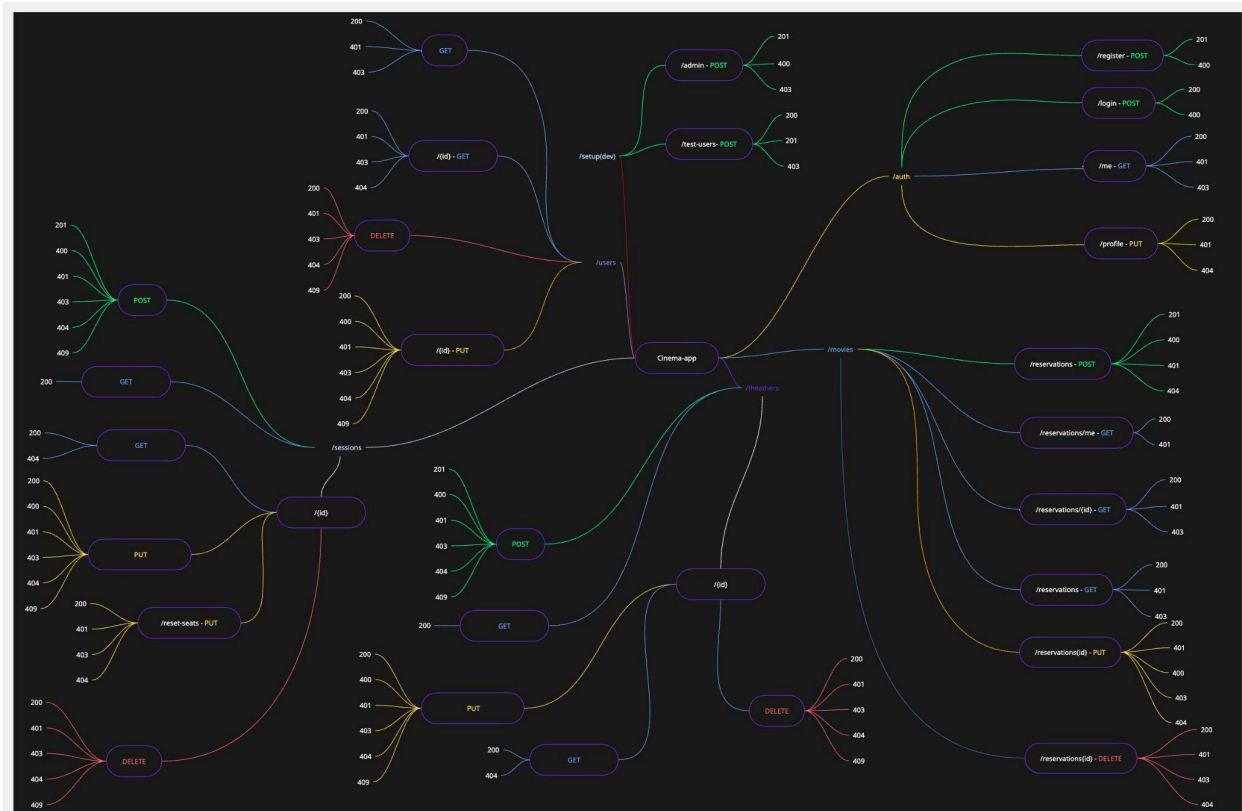 Cinema-app
/setup(dev)
/admin - POST
201
400
403
/test-users- POST
200
201
403
/auth
/register - POST
201
400
/login - POST
200
400
/me - GET
200
401
403
/profile - PUT
200
401
404
/users
GET
200
401
403
/{id} - GET
200
401
403
404
DELETE
200
401
403
404
409
/{id} - PUT
200
400
401
403
404
409
/sessions
POST
201
400
401
403
404
409
GET
200
/{id}
GET
200
404
PUT
200
400
401
403
404
409
/reset-seats - PUT
200
401
403
404
DELETE
200
401
403
404
409
/theathers
POST
201
400
401
403
404
409
GET
200
/{id}
PUT
200
400
401
403
404
409
GET
200
404
DELETE
200
401
403
404
409
/movies
/reservations - POST
201
400
401
404
/reservations/me - GET
200
401
/reservations/{id} - GET
200
401
403
/reservations - GET
200
401
403
/reservations{id} - PUT
200
401
400
403
404
/reservations{id} - DELETE
200
401
403
404